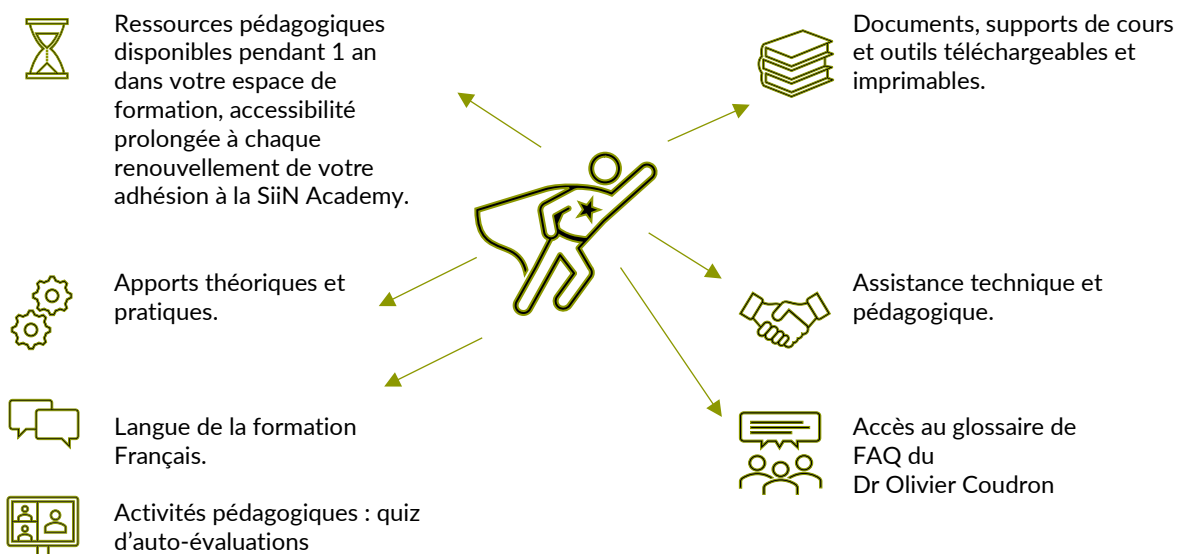 Ressources pédagogiques
disponibles pendant 1 an
dans votre espace de
formation, accessibilité
prolongée à chaque
renouvellement de votre
adhésion à la SiiN Academy.
Documents, supports de cours
et outils téléchargeables et
imprimables.
Apports théoriques et
pratiques.
Assistance technique et
pédagogique.
Langue de la formation
Français.
Accès au glossaire de
FAQ du
Dr Olivier Coudron
Activités pédagogiques : quiz
d’auto-évaluations